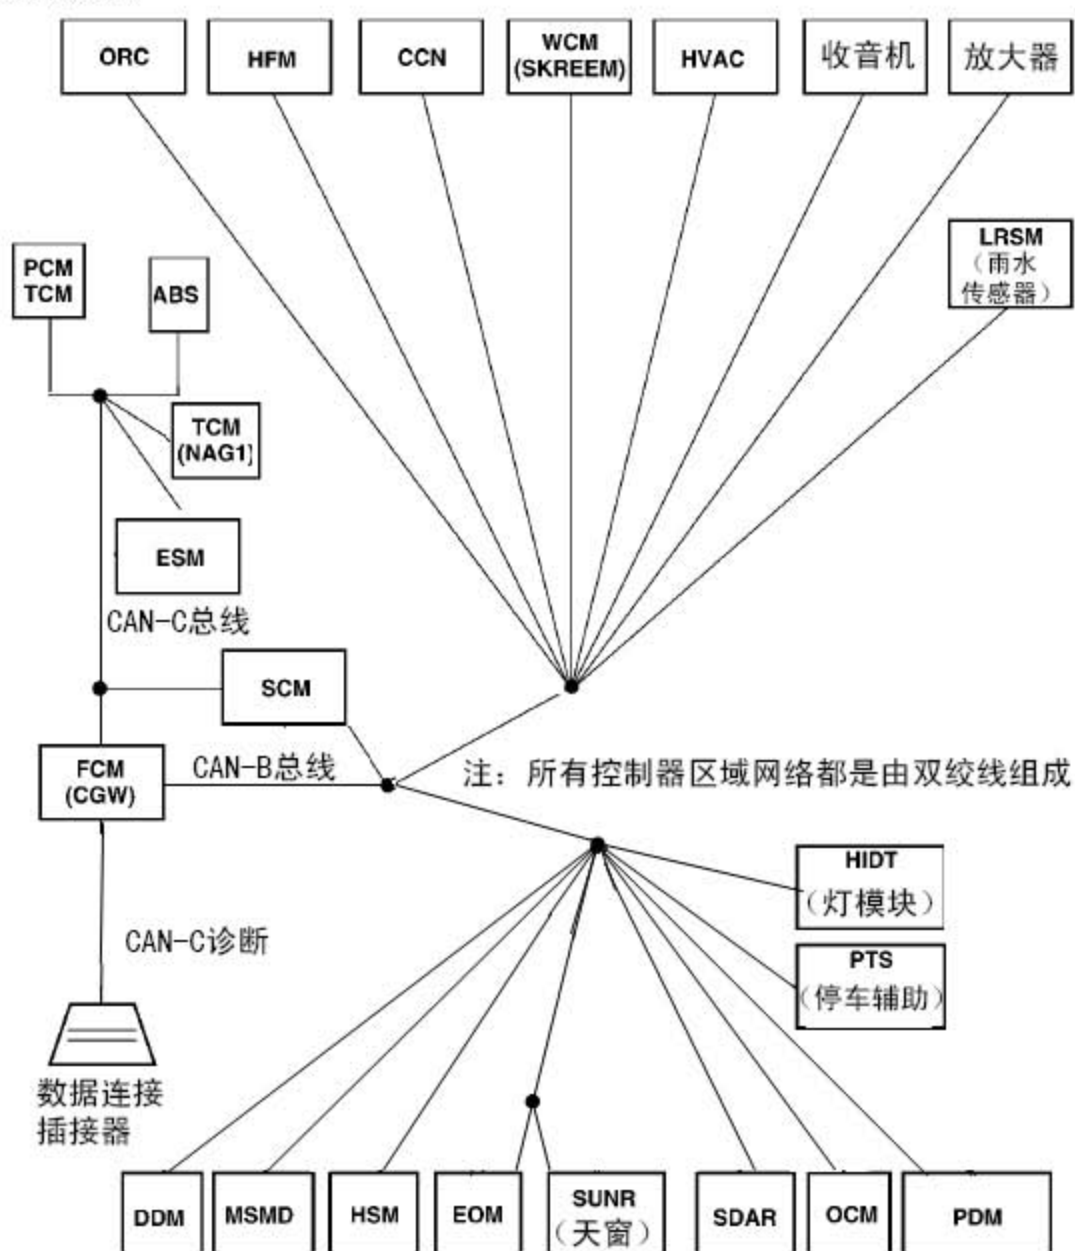 ORC
HFM
CCN
WCM
(SKREEM)
HVAC
收音机
放大器
LRSM
（雨水
传感器）
PCM
TCM
ABS
TCM
(NAG1)
ESM
CAN-C总线
SCM
FCM
(CGW)
CAN-B总线
注：所有控制器区域网络都是由双绞线组成
HIDT
（灯模块）
PTS
（停车辅助）
CAN-C诊断
数据连接
插接器
DDM
MSMD
HSM
EOM
SUNR
（天窗）
SDAR
OCM
PDM